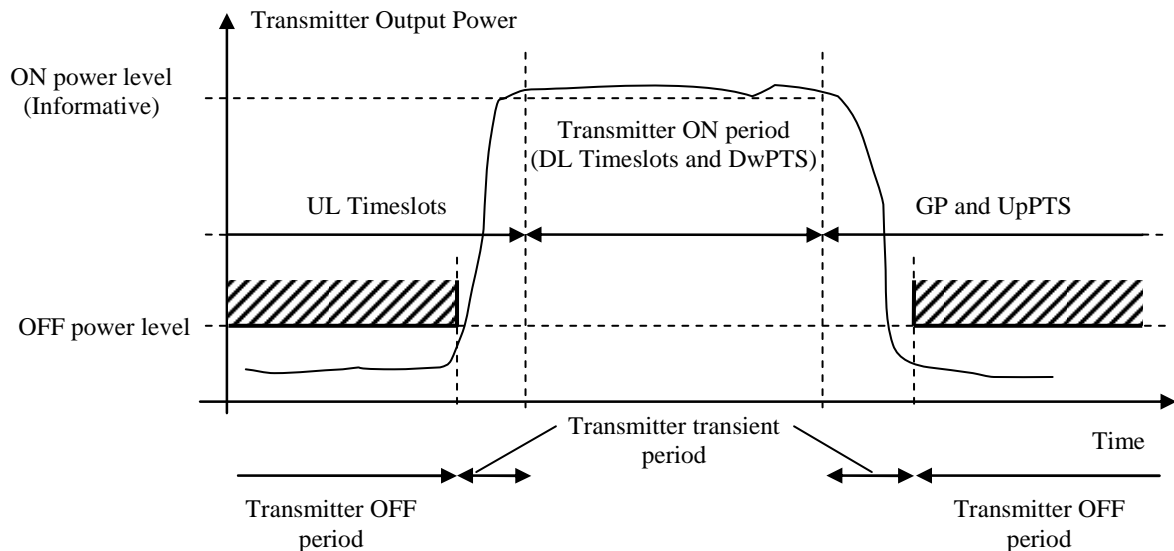 Transmitter Output Power
ON power level
(Informative)
Transmitter ON period
(DL Timeslots and DwPTS)
UL Timeslots
GP and UpPTS
OFF power level
Transmitter transient
period
Time
Transmitter OFF
period
Transmitter OFF
period